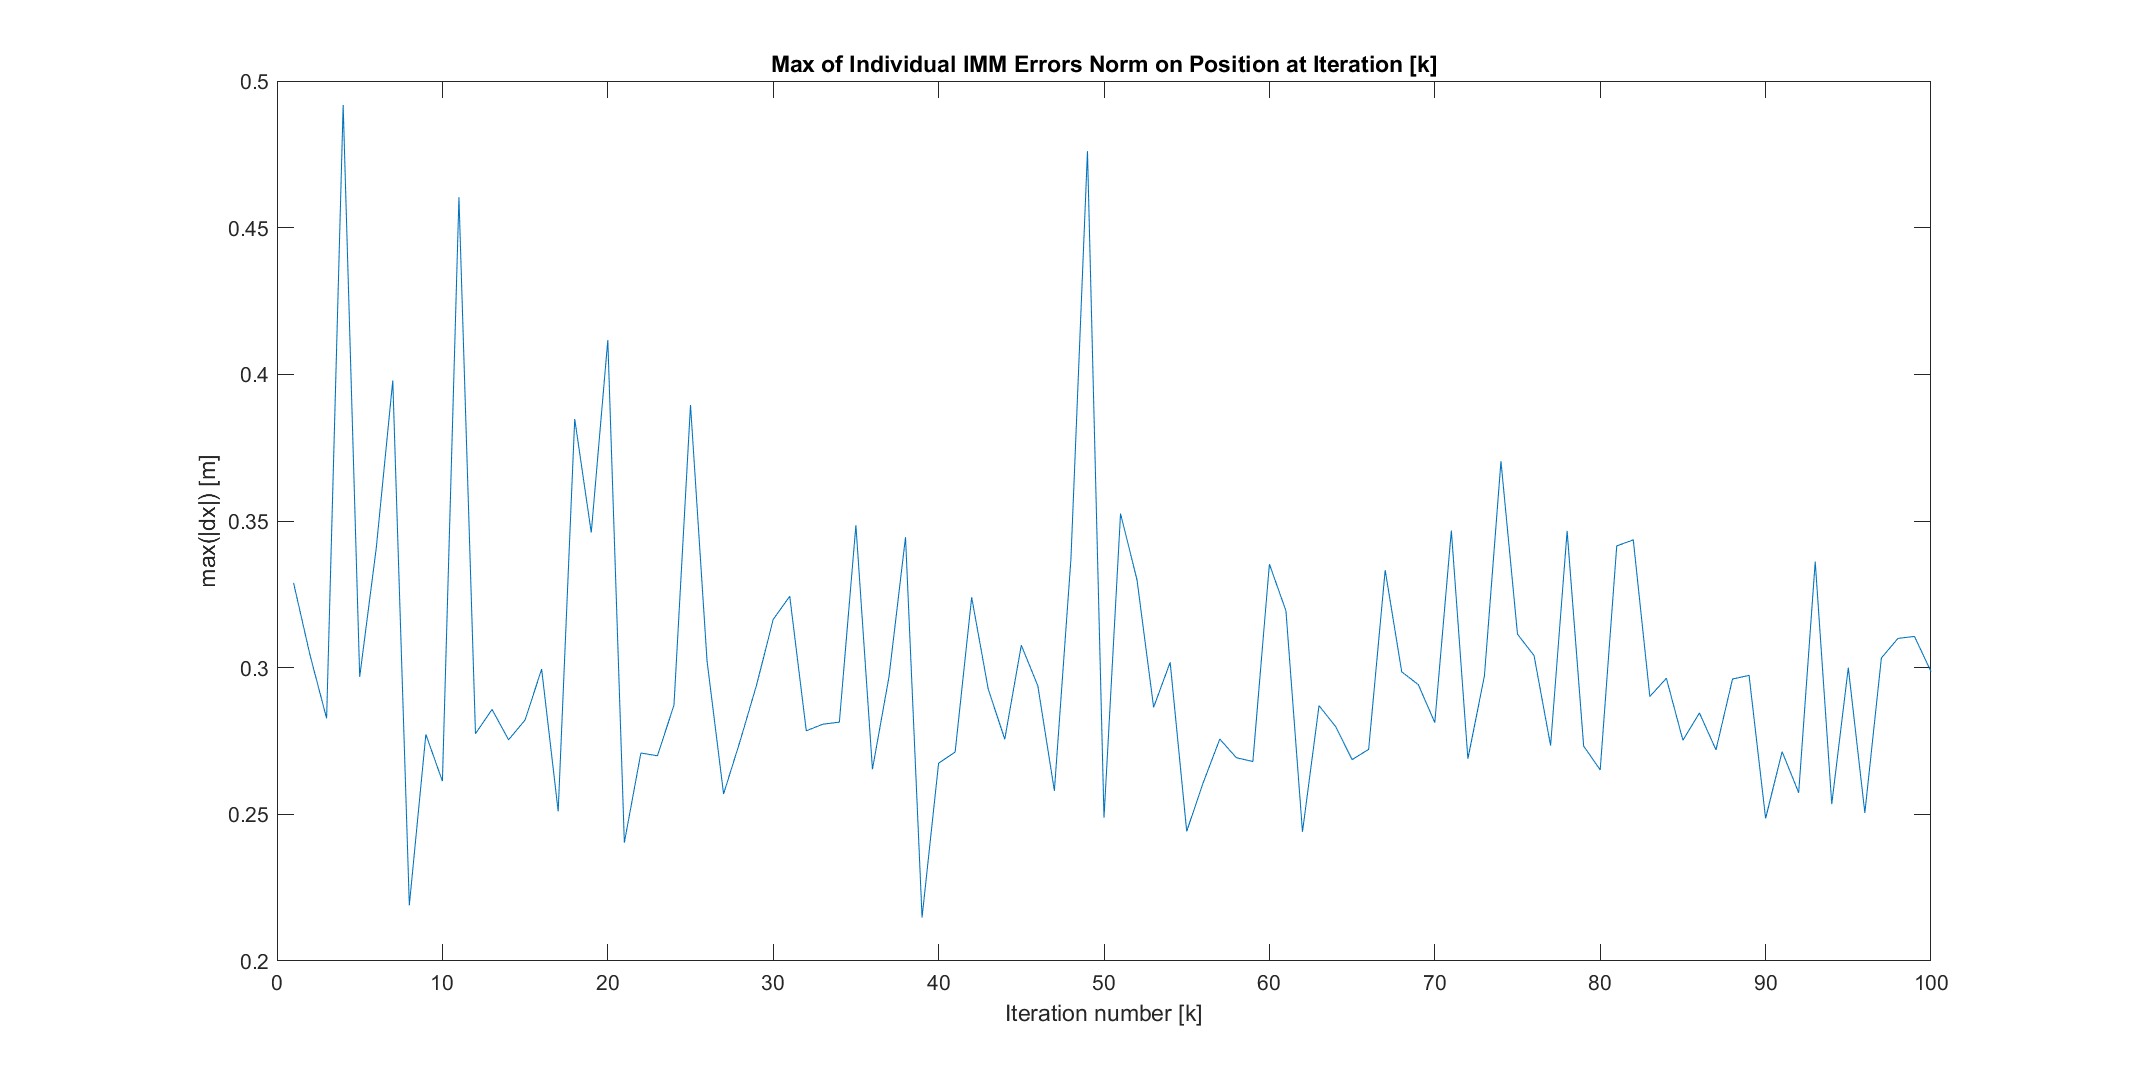 Max of Individual IMM Errors Norm on Position at Iteration [k]
0.5
0.45
0.4
0.35
0.3
0.25
0.2
max(|dx|) [m]
0 10 20 30 40 50 60 70 80 90 100
Iteration number [k]